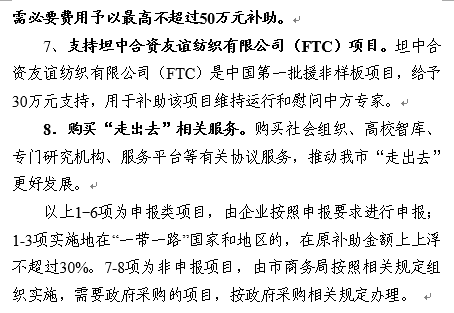 需必要费用予以最高不超过50万元补助。
7、支持坦中合资友谊纺织有限公司（FTC）项目。坦中合
资友谊纺织有限公司（FTC）是中国第一批援非样板项目，给予
30万元支持，用于补助该项目维持运行和慰问中方专家。
8．购买“走出去”相关服务。购买社会组织、高校智库、
专门研究机构、服务平台等有关协议服务，推动我市“走出去”
更好发展。
以上1-6项为申报类项目，由企业按照申报要求进行申报；
1-3项实施地在“一带一路”国家和地区的，在原补助金额上上浮
不超过30%。7-8项为非申报项目，由市商务局按照相关规定组
织实施，需要政府采购的项目，按政府采购相关规定办理。